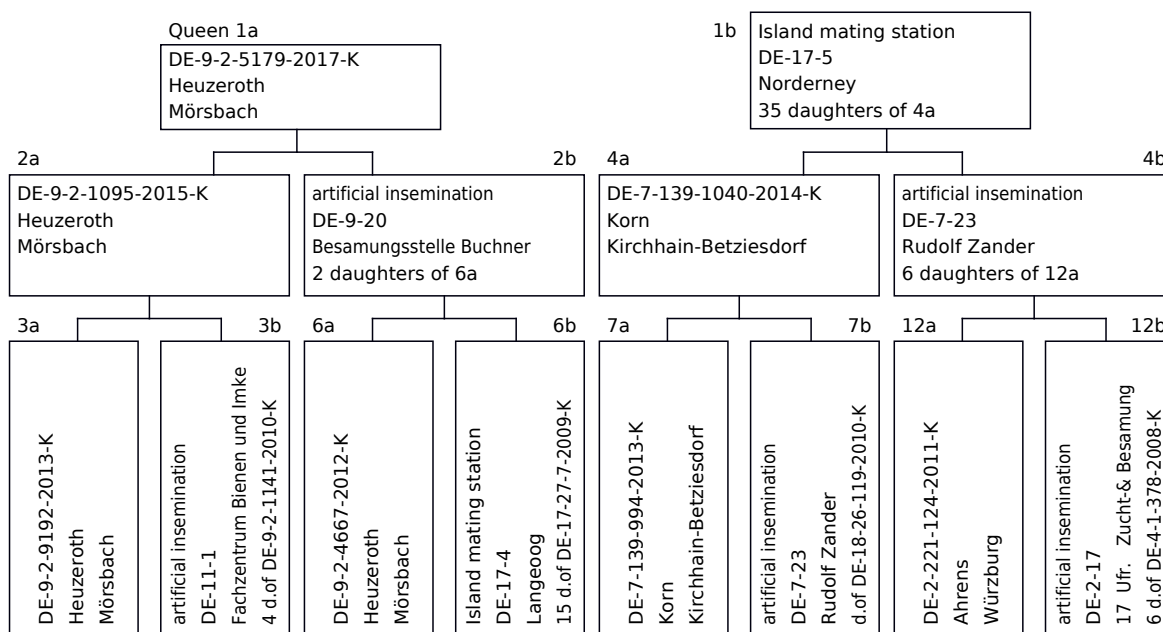 Queen 1a
DE-9-2-5179-2017-K
Heuzeroth
Mörsbach
1b
Island mating station
DE-17-5
Norderney
35 daughters of 4a
2a
DE-9-2-1095-2015-K
Heuzeroth
Mörsbach
2b
artificial insemination
DE-9-20
Besamungsstelle Buchner
2 daughters of 6a
4a
DE-7-139-1040-2014-K
Korn
Kirchhain-Betziesdorf
4b
artificial insemination
DE-7-23
Rudolf Zander
6 daughters of 12a
3a
DE-9-2-9192-2013-K
Heuzeroth
Mörsbach
3b
artificial insemination
DE-11-1
Fachzentrum Bienen und Imke
4 d.of DE-9-2-1141-2010-K
6a
DE-9-2-4667-2012-K
Heuzeroth
Mörsbach
6b
Island mating station
DE-17-4
Langeoog
15 d.of DE-17-27-7-2009-K
7a
DE-7-139-994-2013-K
Korn
Kirchhain-Betziesdorf
7b
artificial insemination
DE-7-23
Rudolf Zander
d.of DE-18-26-119-2010-K
12a
DE-2-221-124-2011-K
Ahrens
Würzburg
12b
artificial insemination
DE-2-17
17 Ufr. Zucht-& Besamung
6 d.of DE-4-1-378-2008-K